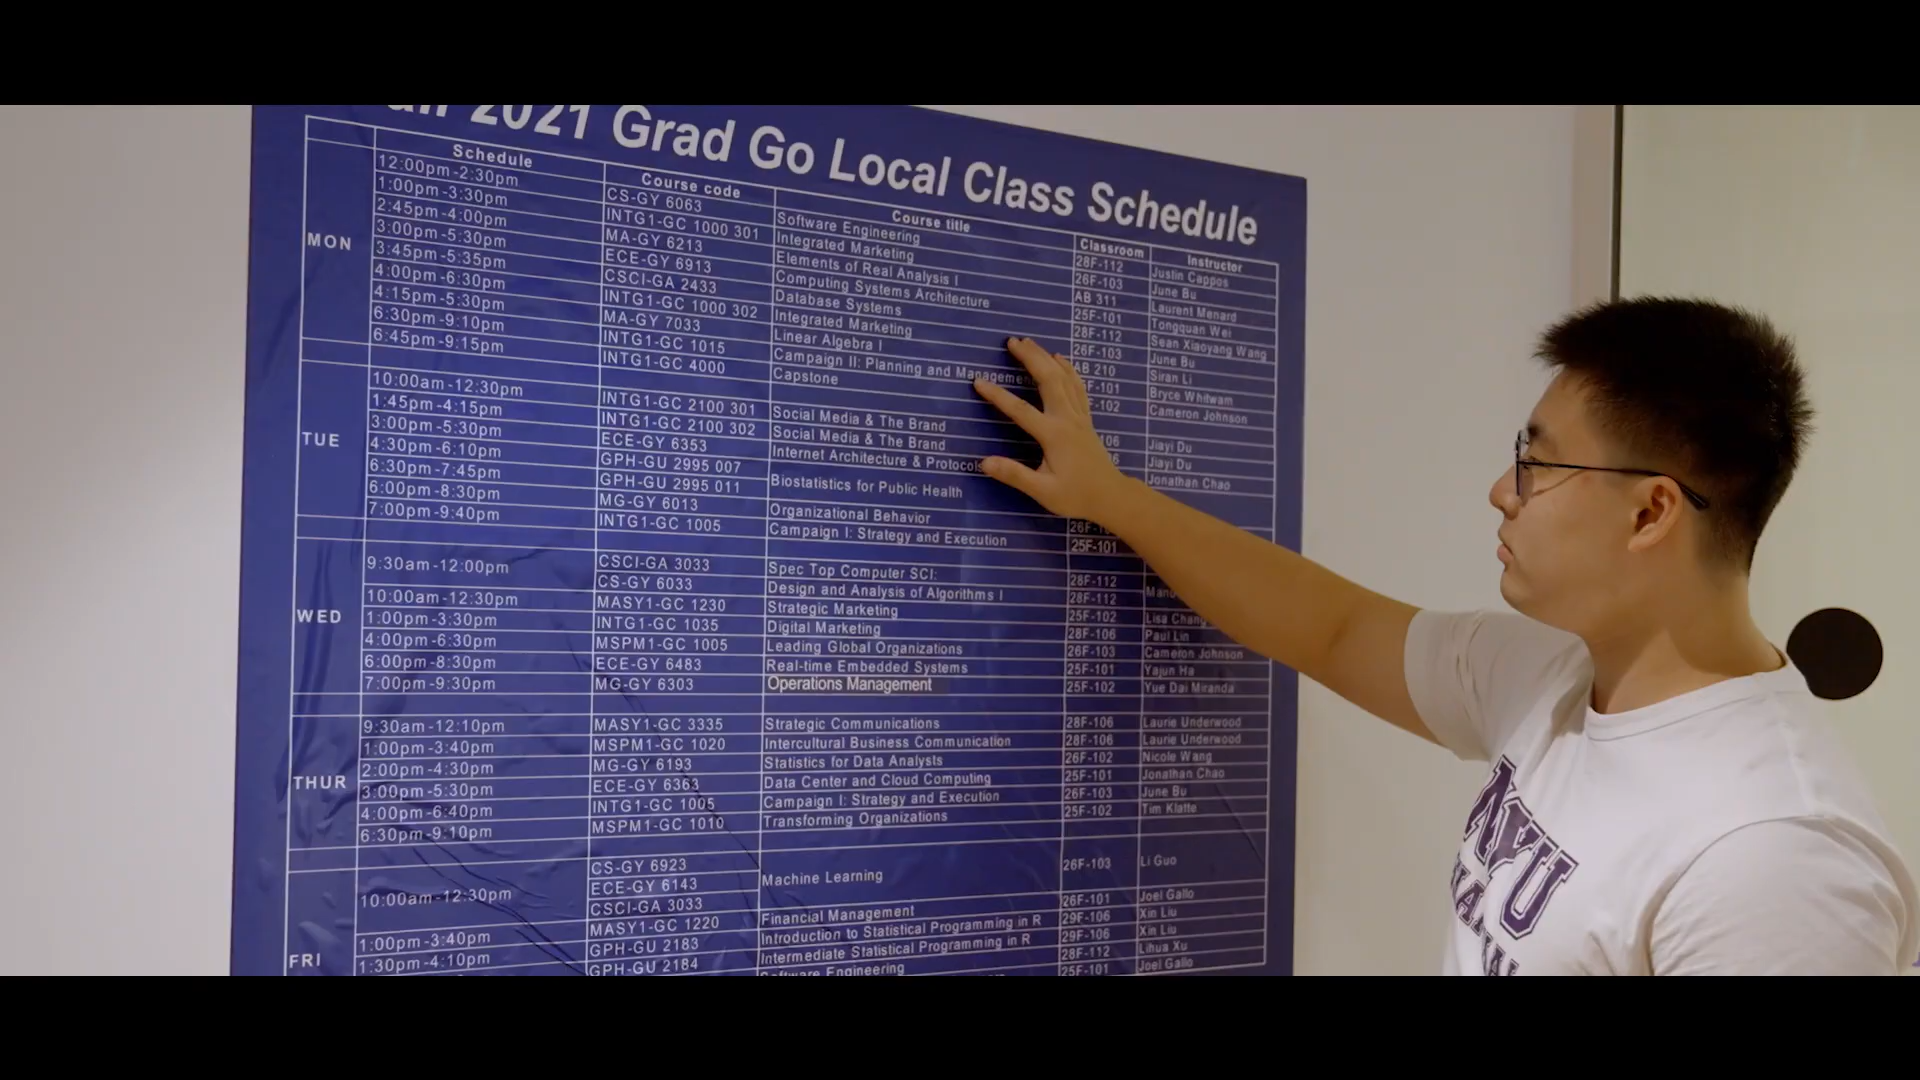 2021 Grad Go Local Class Schedule
Schedule Course code Course title Classroom Instructor
MON
12:00pm-2:30pm CS-GY 6063 Software Engineering 28F-112 Justin Cappos
1:00pm-3:30pm INTG1-GC 1000 301 Integrated Marketing 26F-103 June Bu
2:45pm-4:00pm MA-GY 6213 Elements of Real Analysis I AB 311 Laurent Menard
3:00pm-5:30pm ECE-GY 6913 Computing Systems Architecture 25F-101 Tongquan Wei
3:45pm-5:35pm CSCI-GA 2433 Database Systems 28F-112 Sean Xiaoyang Wang
4:00pm-6:30pm INTG1-GC 1000 302 Integrated Marketing 26F-103 June Bu
4:15pm-5:30pm MA-GY 7033 Linear Algebra I AB 210 Siran Li
6:30pm-9:10pm INTG1-GC 1015 Campaign II: Planning and Bryce Whitwam
6:45pm-9:15pm INTG1-GC 4000 Capstone Cameron Johnson
TUE
10:00am-12:30pm INTG1-GC 2100 301 Social Media & The Brand Jiayi Du
1:45pm-4:15pm INTG1-GC 2100 302 Social Media & The Brand Jiayi Du
3:00pm-5:30pm ECE-GY 6353 Internet Architecture & Jonathan Chao
4:30pm-6:10pm GPH-GU 2995 007 Biostatistics for Public Health
6:30pm-7:45pm GPH-GU 2995 011
6:00pm-8:30pm MG-GY 6013 Organizational Behavior
7:00pm-9:40pm INTG1-GC 1005 Campaign I: Strategy and Execution 25F-101
WED
9:30am-12:00pm CSCI-GA 3033 Spec Top Computer SCI: 28F-112
CS-GY 6033 Design and Analysis of Algorithms I 28F-112
10:00am-12:30pm MASY1-GC 1230 Strategic Marketing 25F-102 Lisa
1:00pm-3:30pm INTG1-GC 1035 Digital Marketing 28F-106 Paul Lin
4:00pm-6:30pm MSPM1-GC 1005 Leading Global Organizations 26F-103 Cameron Johnson
6:00pm-8:30pm ECE-GY 6483 Real-time Embedded Systems 25F-101 Yajun Ha
7:00pm-9:30pm MG-GY 6303 Operations Management 25F-102 Yue Dai Miranda
THUR
9:30am-12:10pm MASY1-GC 3335 Strategic Communications 28F-106 Laurie Underwood
1:00pm-3:40pm MSPM1-GC 1020 Intercultural Business Communication 28F-106 Laurie Underwood
2:00pm-4:30pm MG-GY 6193 Statistics for Data Analysts 26F-102 Nicole Wang
3:00pm-5:30pm ECE-GY 6363 Data Center and Cloud Computing 25F-101 Jonathan Chao
4:00pm-6:40pm INTG1-GC 1005 Campaign I: Strategy and Execution 26F-103 June Bu
6:30pm-9:10pm MSPM1-GC 1010 Transforming Organizations 25F-102 Tim Klatte
FRI
10:00am-12:30pm CS-GY 6923 Machine Learning 26F-103 Li Guo
ECE-GY 6143
CSCI-GA 3033
1:00pm-3:40pm MASY1-GC 1220 Financial Management 26F-101 Joel Gallo
1:30pm-4:10pm GPH-GU 2183 Introduction to Statistical Programming in R 29F-106 Xin Liu
GPH-GU 2184 Intermediate Statistical Programming in R 29F-106 Xin Liu
Software Engineering 28F-112 Lihua Xu
25F-101 Joel Gallo
NYU